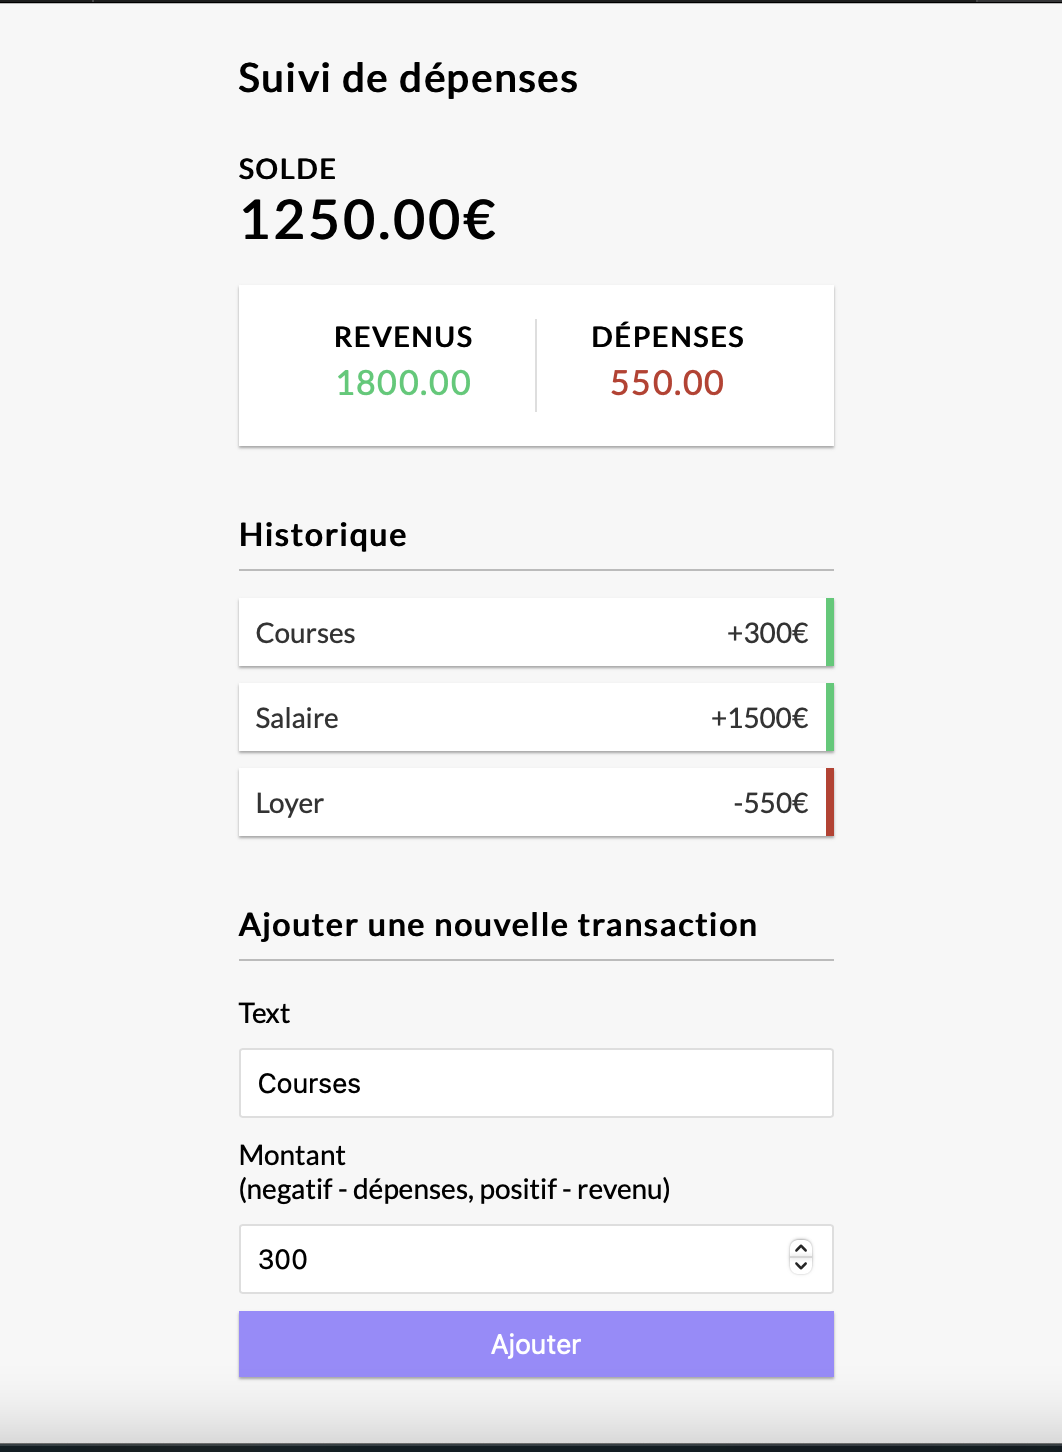 Suivi de dépenses
SOLDE
1250.00€
REVENUS
1800.00
DÉPENSES
550.00
Historique
Courses +300€
Salaire +1500€
Loyer -550€
Ajouter une nouvelle transaction
Text
Courses
Montant
(negatif - dépenses, positif - revenu)
300
Ajouter